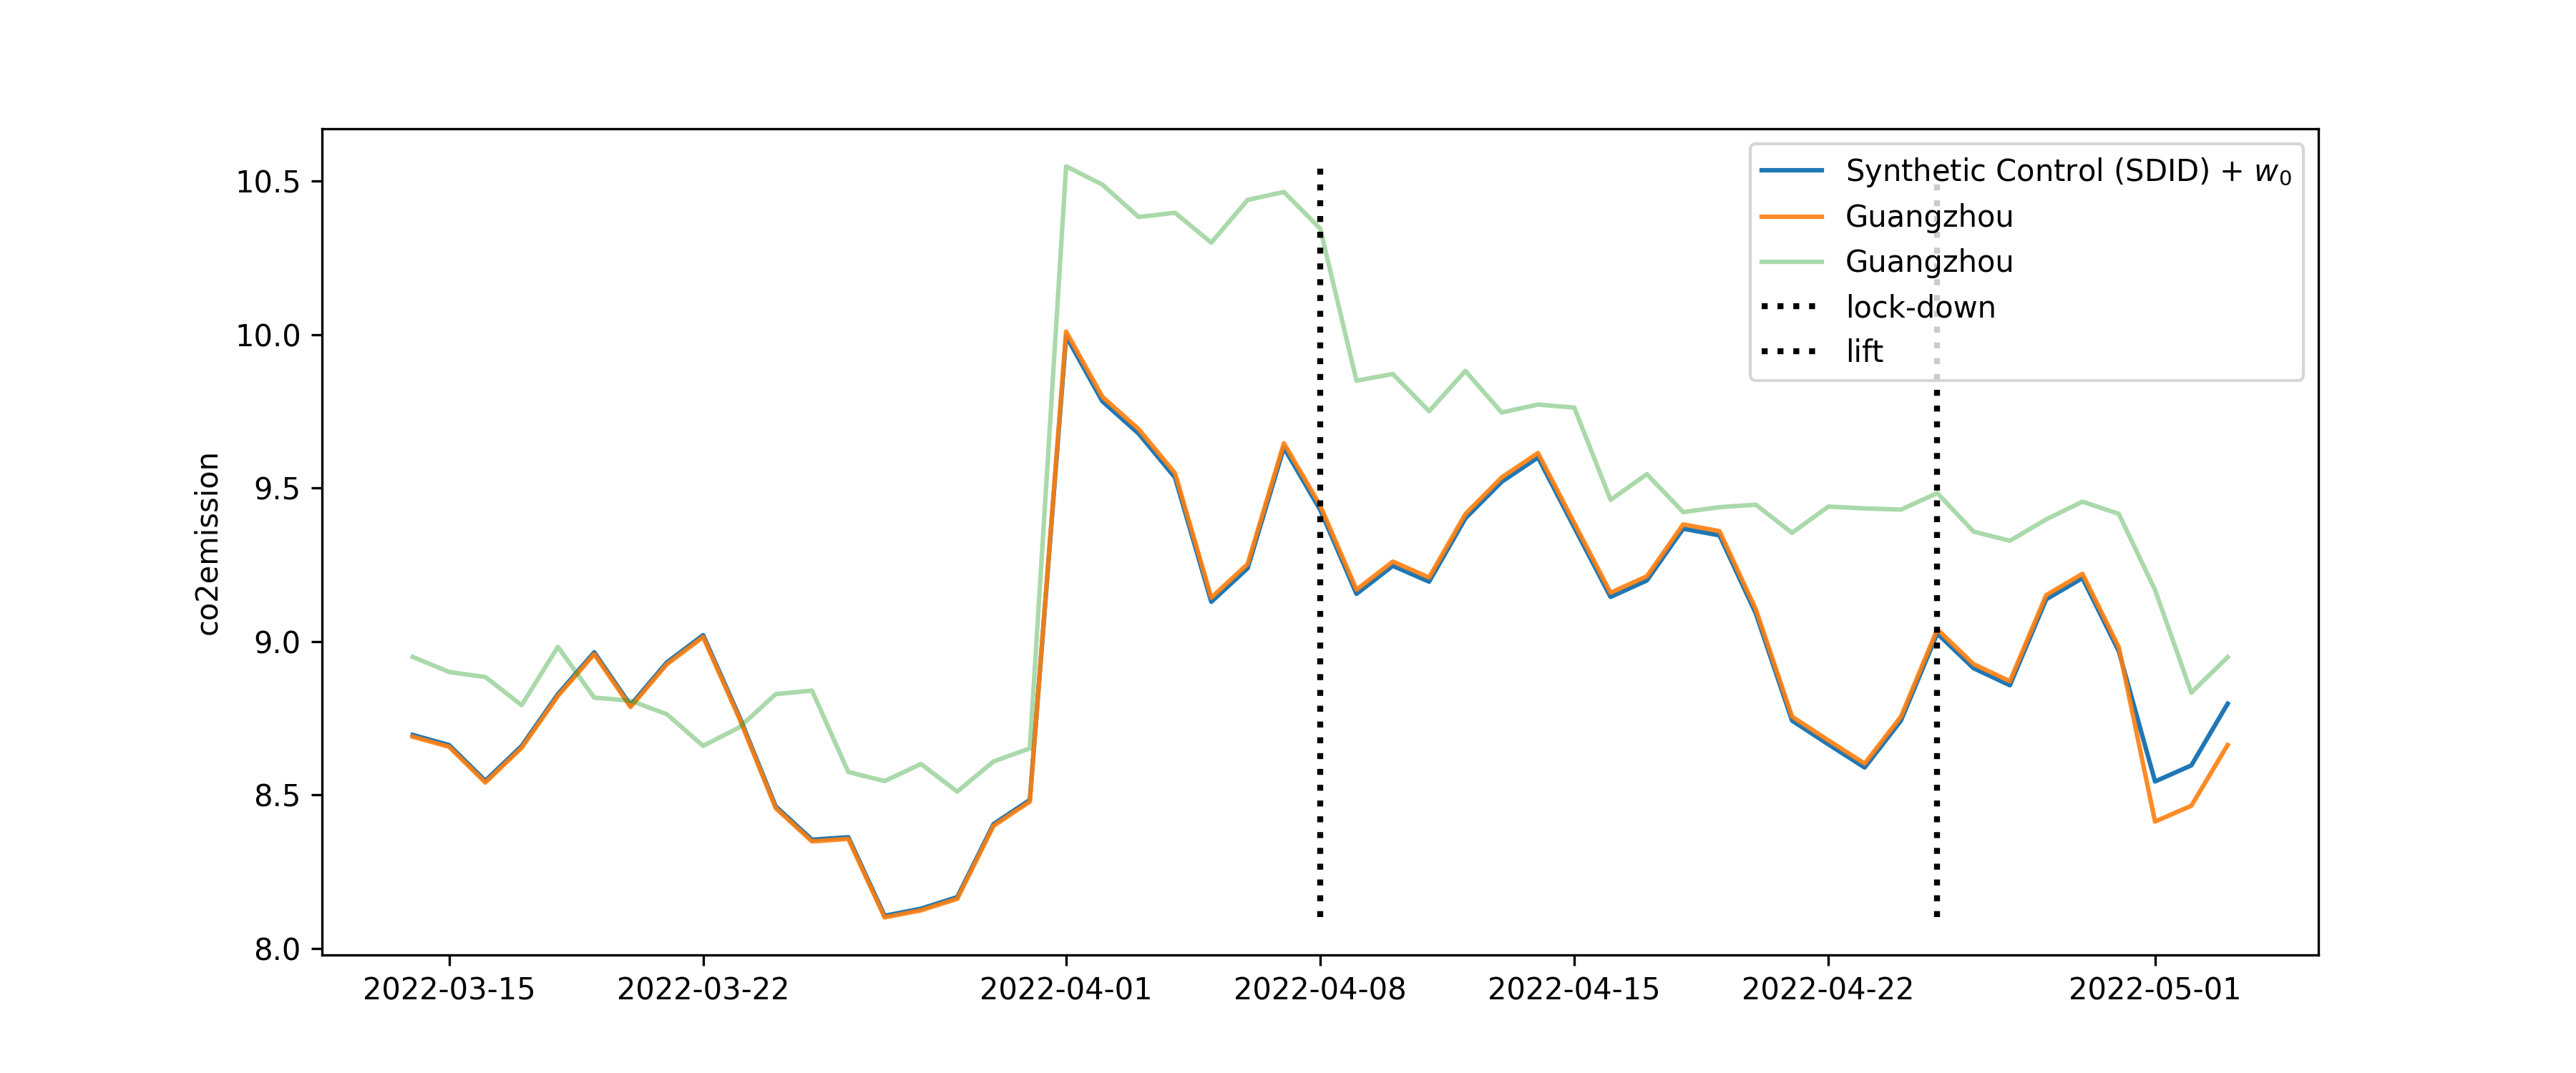 Synthetic Control (SDID) + w₀
Guangzhou
Guangzhou
lock-down
lift
co2emission
10.5
10.0
9.5
9.0
8.5
8.0
2022-03-15 2022-03-22 2022-04-01 2022-04-08 2022-04-15 2022-04-22 2022-05-01